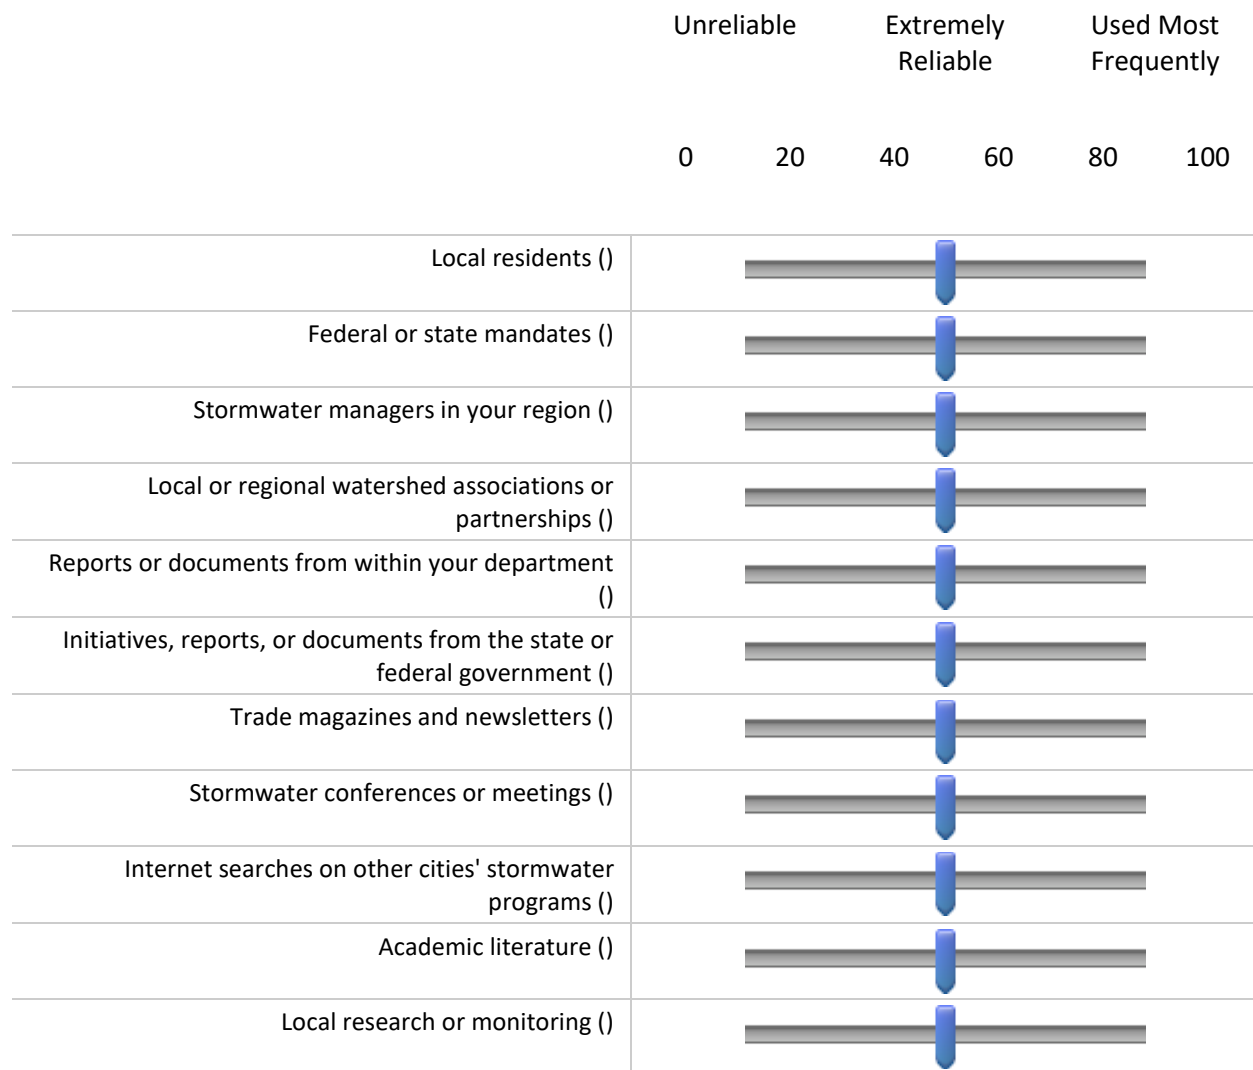 Unreliable Extremely Reliable Used Most Frequently
0 20 40 60 80 100
Local residents ()
Federal or state mandates ()
Stormwater managers in your region ()
Local or regional watershed associations or
partnerships ()
Reports or documents from within your department
()
Initiatives, reports, or documents from the state or
federal government ()
Trade magazines and newsletters ()
Stormwater conferences or meetings ()
Internet searches on other cities' stormwater
programs ()
Academic literature ()
Local research or monitoring ()